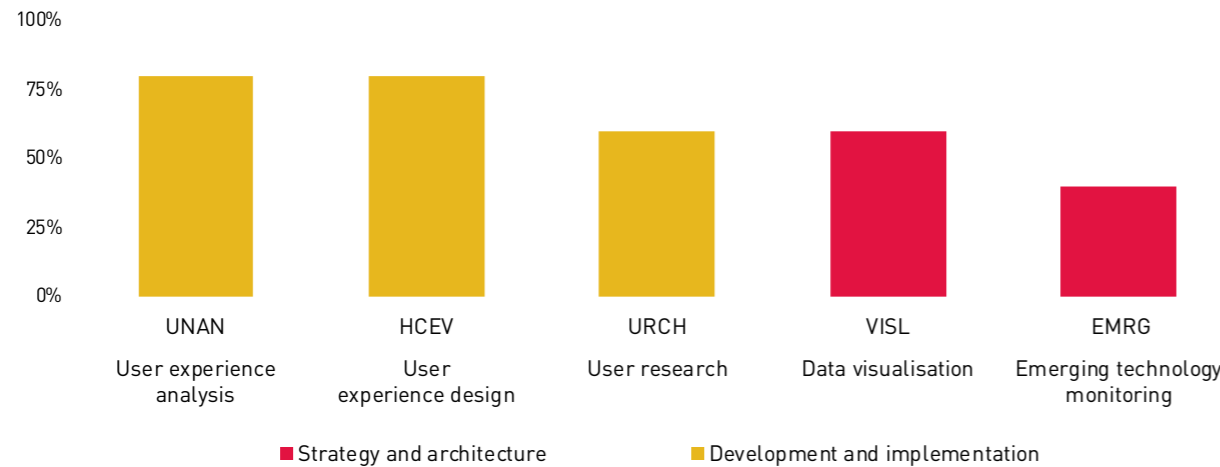 100%
75%
50%
25%
0%
UNAN
HCEV
URCH
VISL
EMRG
User experience
analysis
User
experience design
User research
Data visualisation
Emerging technology
monitoring
Strategy and architecture
Development and implementation